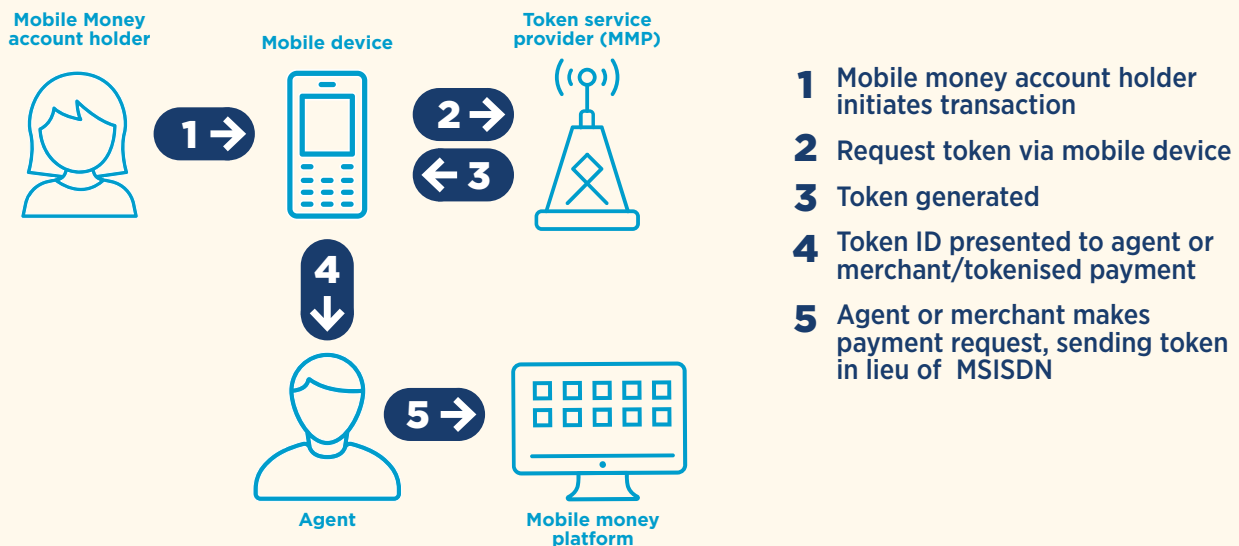 Mobile Money
account holder
Mobile device
Token service
provider (MMP)
1
2
3
4
5
Agent
Mobile money
platform
1 Mobile money account holder
initiates transaction
2 Request token via mobile device
3 Token generated
4 Token ID presented to agent or
merchant/tokenised payment
5 Agent or merchant makes
payment request, sending token
in lieu of MSISDN